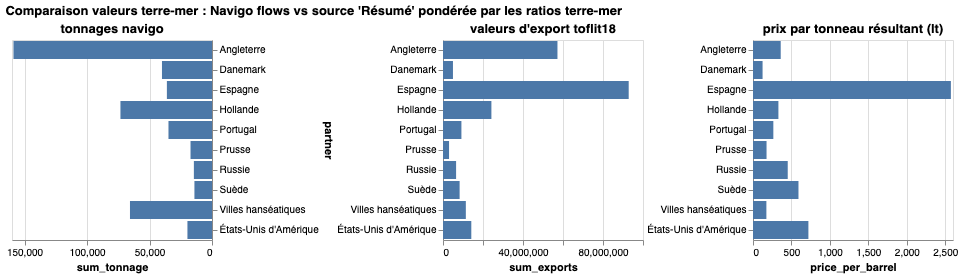 Comparaison valeurs terre-mer : Navigo flows vs source 'Résumé' pondérée par les ratios terre-mer
tonnages navigo
Angleterre
Danemark
Espagne
Hollande
Portugal
Prusse
Russie
Suède
Villes hanséatiques
États-Unis d'Amérique
150,000 100,000 50,000 0
sum_tonnage
partner
valeurs d'export toflit18
Angleterre
Danemark
Espagne
Hollande
Portugal
Prusse
Russie
Suède
Villes hanséatiques
États-Unis d'Amérique
0 40,000,000 80,000,000
sum_exports
prix par tonneau résultant (lt)
Angleterre
Danemark
Espagne
Hollande
Portugal
Prusse
Russie
Suède
Villes hanséatiques
États-Unis d'Amérique
0 500 1,000 1,500 2,000 2,500
price_per_barrel